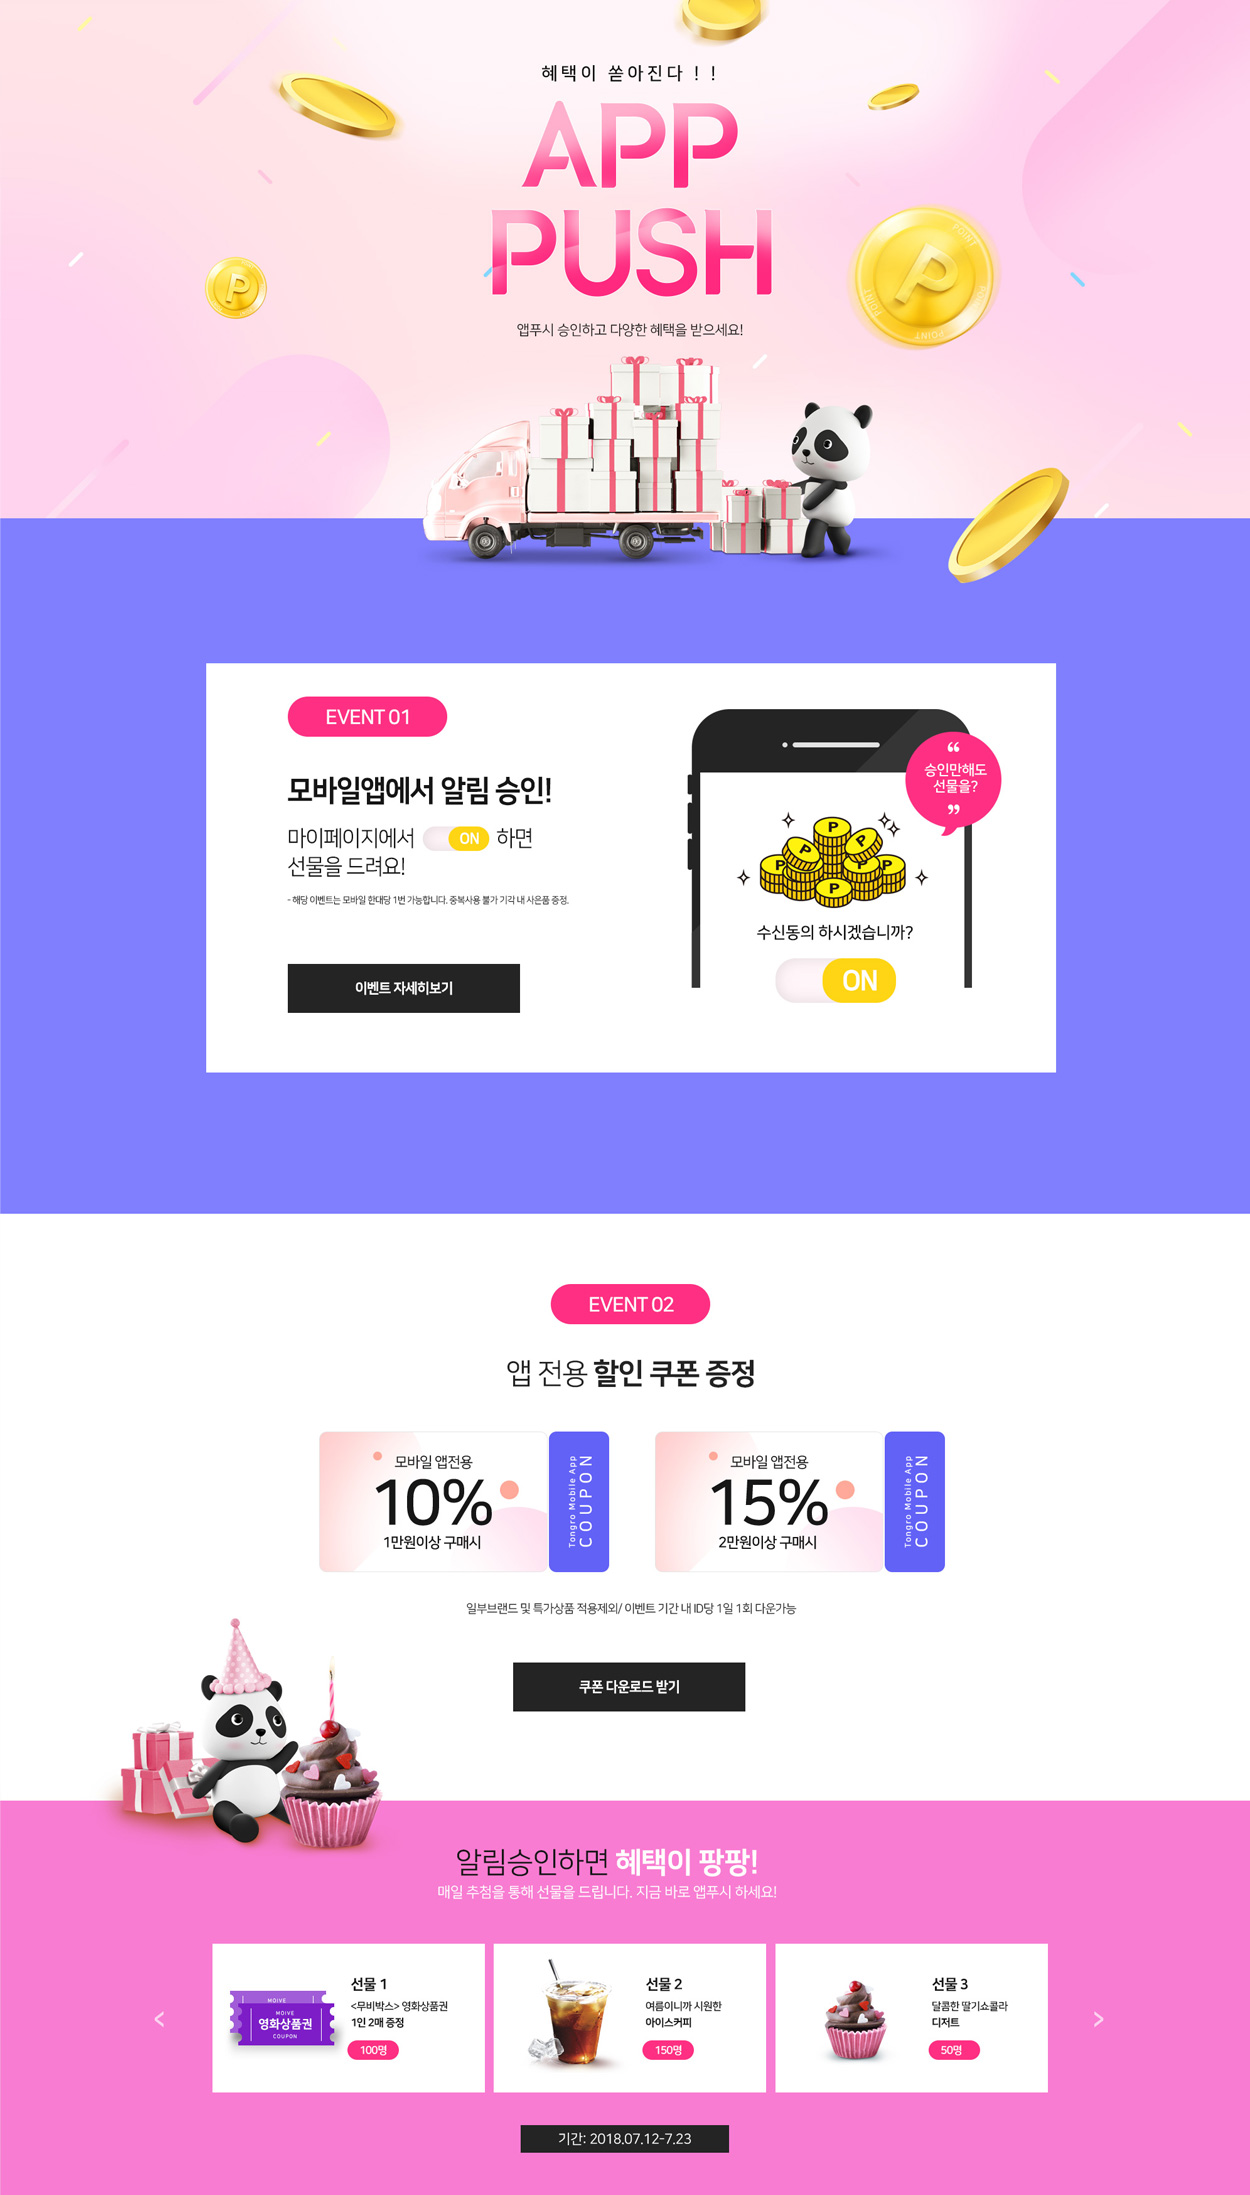 혜택이 쏟아진다 ! !
APP
PUSH
앱푸시 승인하고 다양한 혜택을 받으세요!
P
P
POINT
POINT
POINT
EVENT 01
모바일앱에서 알림 승인!
마이페이지에서 ON 하면
선물을 드려요!
- 해당 이벤트는 모바일 한대당 1번 가능합니다. 중복사용 불가 기각 내 사은품 증정.
이벤트 자세히보기
“
승인만해도
선물을?
”
P
P
P
P
P
P
P
수신동의 하시겠습니까?
ON
EVENT 02
앱 전용 할인 쿠폰 증정
모바일 앱전용
10%
1만원이상 구매시
Tongro Mobile App
COUPON
모바일 앱전용
15%
2만원이상 구매시
Tongro Mobile App
COUPON
일부브랜드 및 특가상품 적용제외/ 이벤트 기간 내 ID당 1일 1회 다운가능
쿠폰 다운로드 받기
알림승인하면 혜택이 팡팡!
매일 추첨을 통해 선물을 드립니다. 지금 바로 앱푸시 하세요!
<
MOIVE
MOIVE
영화상품권
COUPON
선물 1
<무비박스> 영화상품권
1인 2매 증정
100명
선물 2
여름이니까 시원한
아이스커피
150명
선물 3
달콤한 딸기쇼콜라
디저트
50명
>
기간: 2018.07.12-7.23